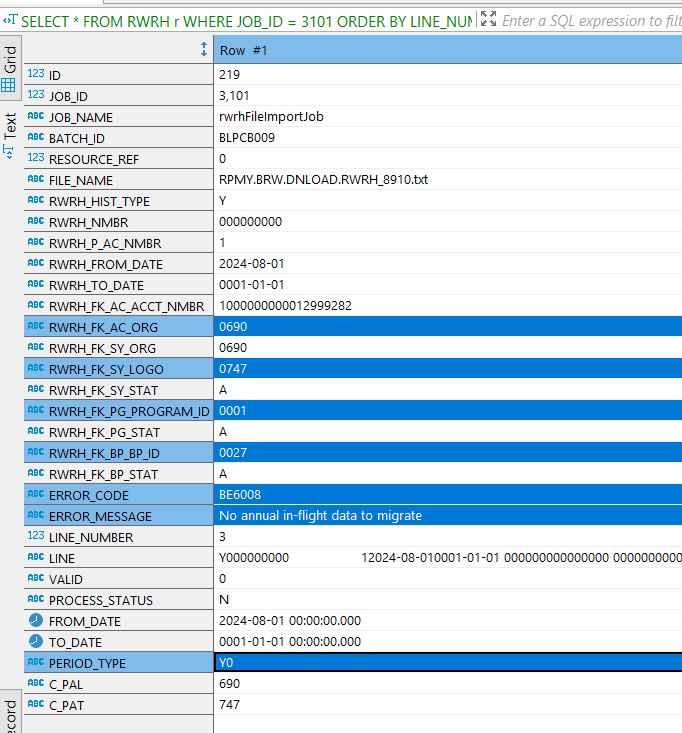 SELECT * FROM RWRH r WHERE JOB_ID = 3101 ORDER BY LINE_NUM Enter a SQL expression to filt
Grid
Text
Record
Row #1
123 ID 219
123 JOB_ID 3,101
ABC JOB_NAME rwrhFileImportJob
ABC BATCH_ID BLPCB009
123 RESOURCE_REF 0
ABC FILE_NAME RPMY.BRW.DNLOAD.RWRH_8910.txt
ABC RWRH_HIST_TYPE Y
ABC RWRH_NMBR 000000000
ABC RWRH_P_AC_NMBR 1
ABC RWRH_FROM_DATE 2024-08-01
ABC RWRH_TO_DATE 0001-01-01
ABC RWRH_FK_AC_ACCT_NMBR 1000000000012999282
ABC RWRH_FK_AC_ORG 0690
ABC RWRH_FK_SY_ORG 0690
ABC RWRH_FK_SY_LOGO 0747
ABC RWRH_FK_SY_STAT A
ABC RWRH_FK_PG_PROGRAM_ID 0001
ABC RWRH_FK_PG_STAT A
ABC RWRH_FK_BP_BP_ID 0027
ABC RWRH_FK_BP_STAT A
ABC ERROR_CODE BE6008
ABC ERROR_MESSAGE No annual in-flight data to migrate
123 LINE_NUMBER 3
ABC LINE Y000000000 12024-08-010001-01-01 000000000000000 0000000000
ABC VALID 0
ABC PROCESS_STATUS N
FROM_DATE 2024-08-01 00:00:00.000
TO_DATE 0001-01-01 00:00:00.000
ABC PERIOD_TYPE Y0
ABC C_PAL 690
ABC C_PAT 747